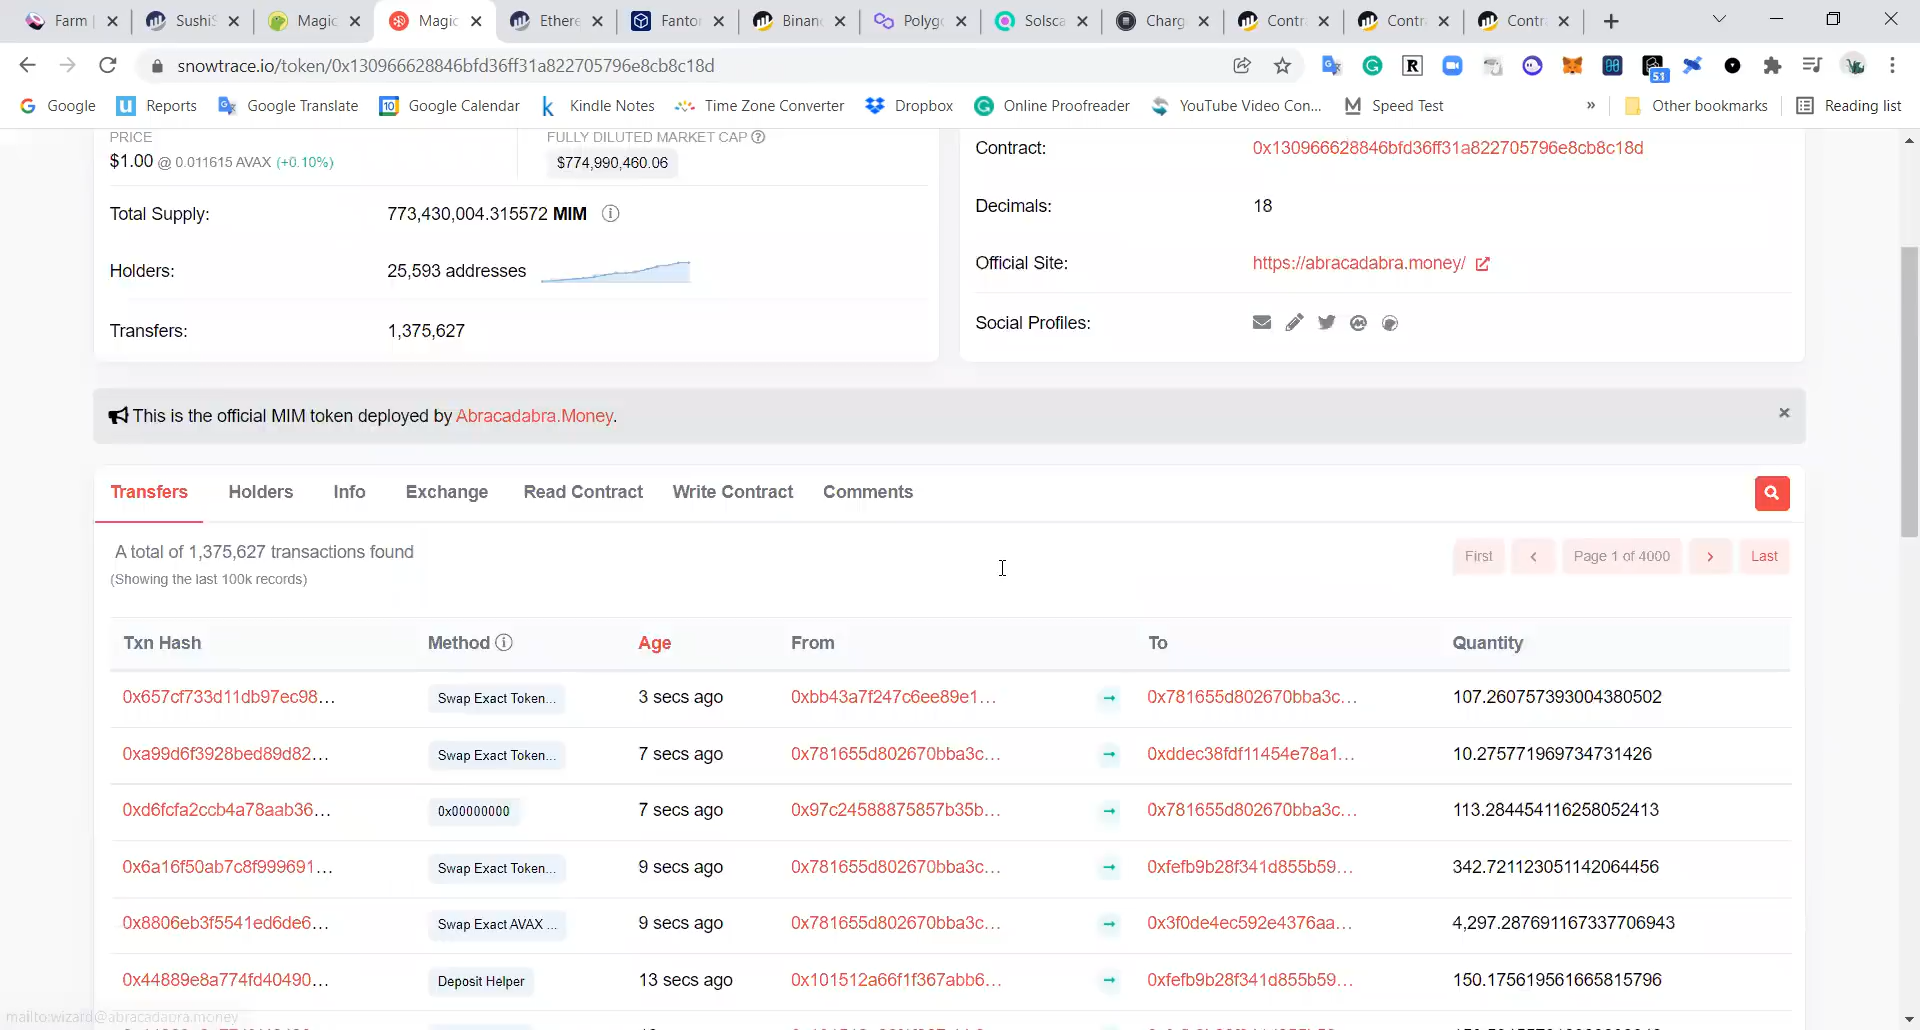 Farm
SushiS
Magic
Magic
Ethere
Fanto
Binan
Polyg
Solsca
Charg
Contr
Contr
Contr
snowtrace.io/token/0x130966628846bfd36ff31a822705796e8cb8c18d
51
Google
Reports
10
Google Translate
Google Calendar
Kindle Notes
Time Zone Converter
Dropbox
Online Proofreader
YouTube Video Con...
Speed Test
»
Other bookmarks
Reading list
PRICE
$1.00 @ 0.011615 AVAX (+0.10%)
FULLY DILUTED MARKET CAP
$774,990,460.06
Total Supply:
773,430,004.315572 MIM
Holders:
25,593 addresses
Transfers:
1,375,627
Contract:
0x130966628846bfd36ff31a822705796e8cb8c18d
Decimals:
18
Official Site:
https://abracadabra.money/
Social Profiles:
This is the official MIM token deployed by Abracadabra.Money.
Transfers Holders Info Exchange Read Contract Write Contract Comments
A total of 1,375,627 transactions found
(Showing the last 100k records)
First < Page 1 of 4000 > Last
Txn Hash Method Age From To Quantity
0x657cf733d11db97ec98... Swap Exact Token... 3 secs ago 0xbb43a7f247c6ee89e1... 0x781655d802670bba3c... 107.260757393004380502
0xa99d6f3928bed89d82... Swap Exact Token... 7 secs ago 0x781655d802670bba3c... 0xddec38fdf11454e78a1... 10.275771969734731426
0xd6fcfa2ccb4a78aab36... 0x00000000 7 secs ago 0x97c24588875857b35b... 0x781655d802670bba3c... 113.284454116258052413
0x6a16f50ab7c8f999691... Swap Exact Token... 9 secs ago 0x781655d802670bba3c... 0xfefb9b28f341d855b59... 342.721123051142064456
0x8806eb3f5541ed6de6... Swap Exact AVAX ... 9 secs ago 0x781655d802670bba3c... 0x3f0de4ec592e4376aa... 4,297.287691167337706943
0x44889e8a774fd40490... Deposit Helper 13 secs ago 0x101512a66f1f367abb6... 0xfefb9b28f341d855b59... 150.175619561665815796
mailto:wizard@abracadabra.money